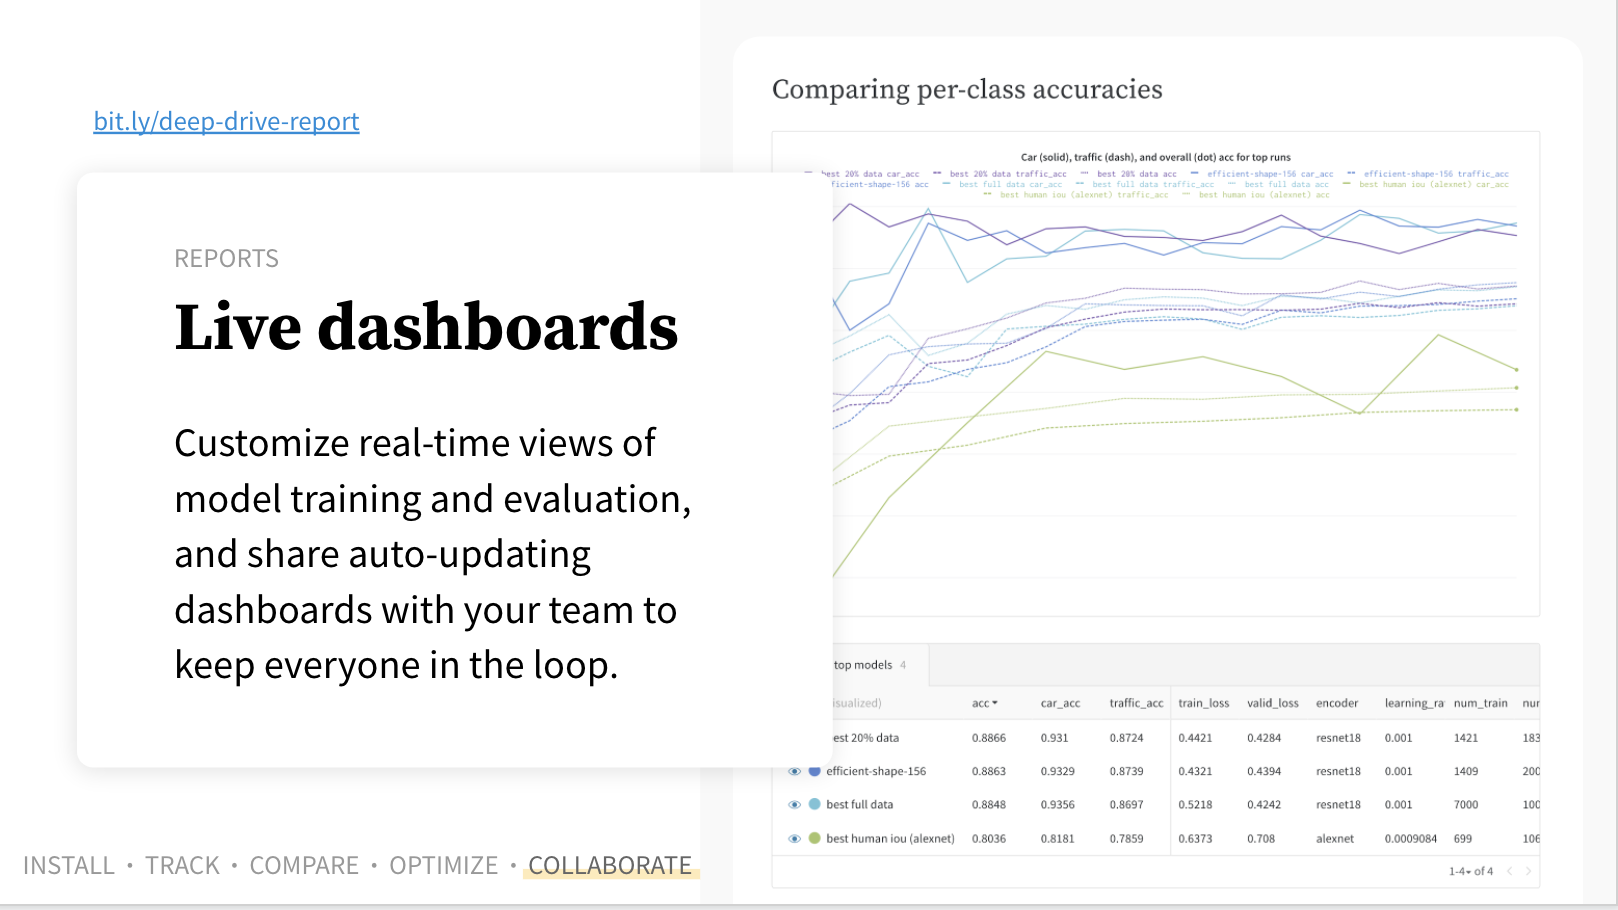 bit.ly/deep-drive-report
REPORTS
Live dashboards
Customize real-time views of
model training and evaluation,
and share auto-updating
dashboards with your team to
keep everyone in the loop.
INSTALL • TRACK • COMPARE • OPTIMIZE • COLLABORATE
Comparing per-class accuracies
Car (solid), traffic (dash), and overall (dot) acc for top runs
best 20% data car_acc best 20% data traffic_acc best 20% data acc efficient-shape-156 car_acc efficient-shape-156 traffic_acc
fficient-shape-156 acc best full data car_acc best full data traffic_acc best full data acc best human iou (alexnet) car_acc
best human iou (alexnet) traffic_acc best human iou (alexnet) acc
top models 4
isualized) acc car_acc traffic_acc train_loss valid_loss encoder learning_ra num_train nur
est 20% data 0.8866 0.931 0.8724 0.4421 0.4284 resnet18 0.001 1421 183
efficient-shape-156 0.8863 0.9329 0.8739 0.4321 0.4394 resnet18 0.001 1409 200
best full data 0.8848 0.9356 0.8697 0.5218 0.4242 resnet18 0.001 7000 100
best human iou (alexnet) 0.8036 0.8181 0.7859 0.6373 0.708 alexnet 0.0009084 699 106
1-4 of 4